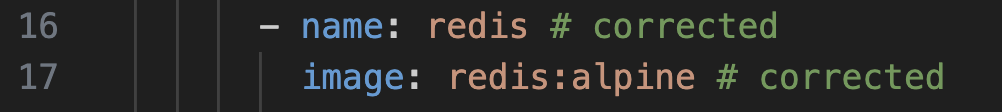 16 - name: redis # corrected
17 image: redis:alpine # corrected